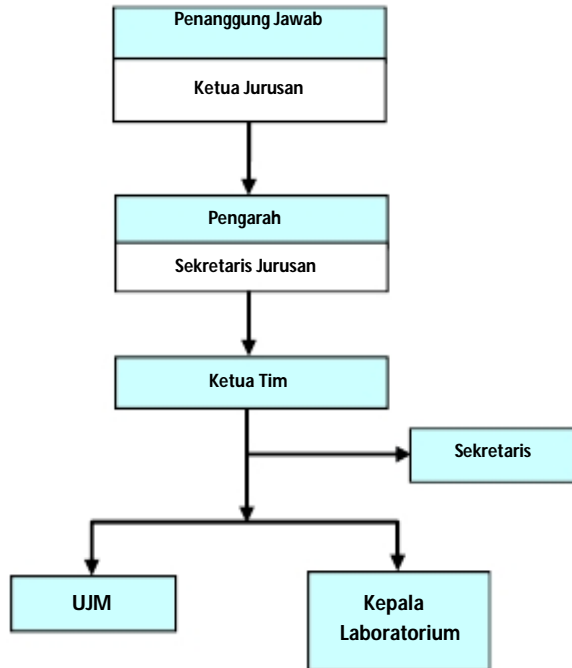 Penanggung Jawab
Ketua Jurusan
Pengarah
Sekretaris Jurusan
Ketua Tim
Sekretaris
UJM
Kepala
Laboratorium